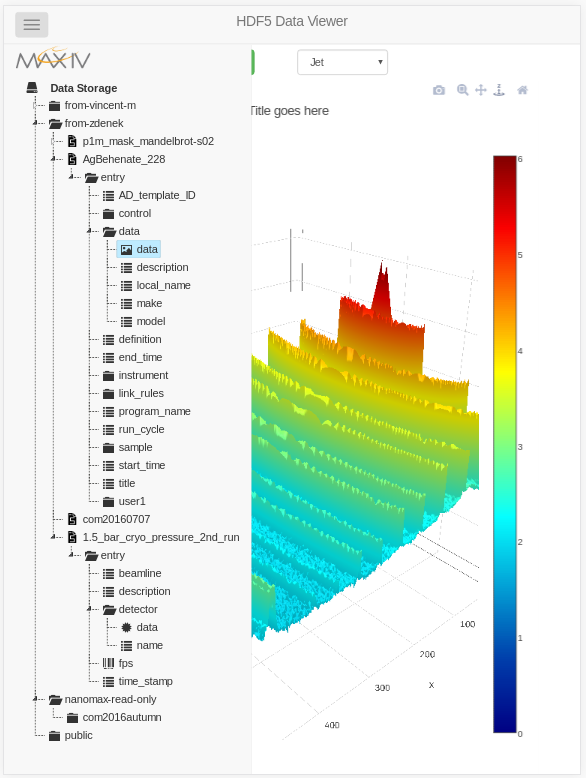 HDF5 Data Viewer
MAXIV
Jet
Data Storage
from-vincent-m
from-zdenek
p1m_mask_mandelbrot-s02
AgBehenate_228
entry
AD_template_ID
control
data
data
description
local_name
make
model
definition
end_time
instrument
link_rules
program_name
run_cycle
sample
start_time
title
user1
com20160707
1.5_bar_cryo_pressure_2nd_run
entry
beamline
description
detector
data
name
fps
time_stamp
nanomax-read-only
com2016autumn
public
Title goes here
6
5
4
3
2
1
0
100
200
300
400
x